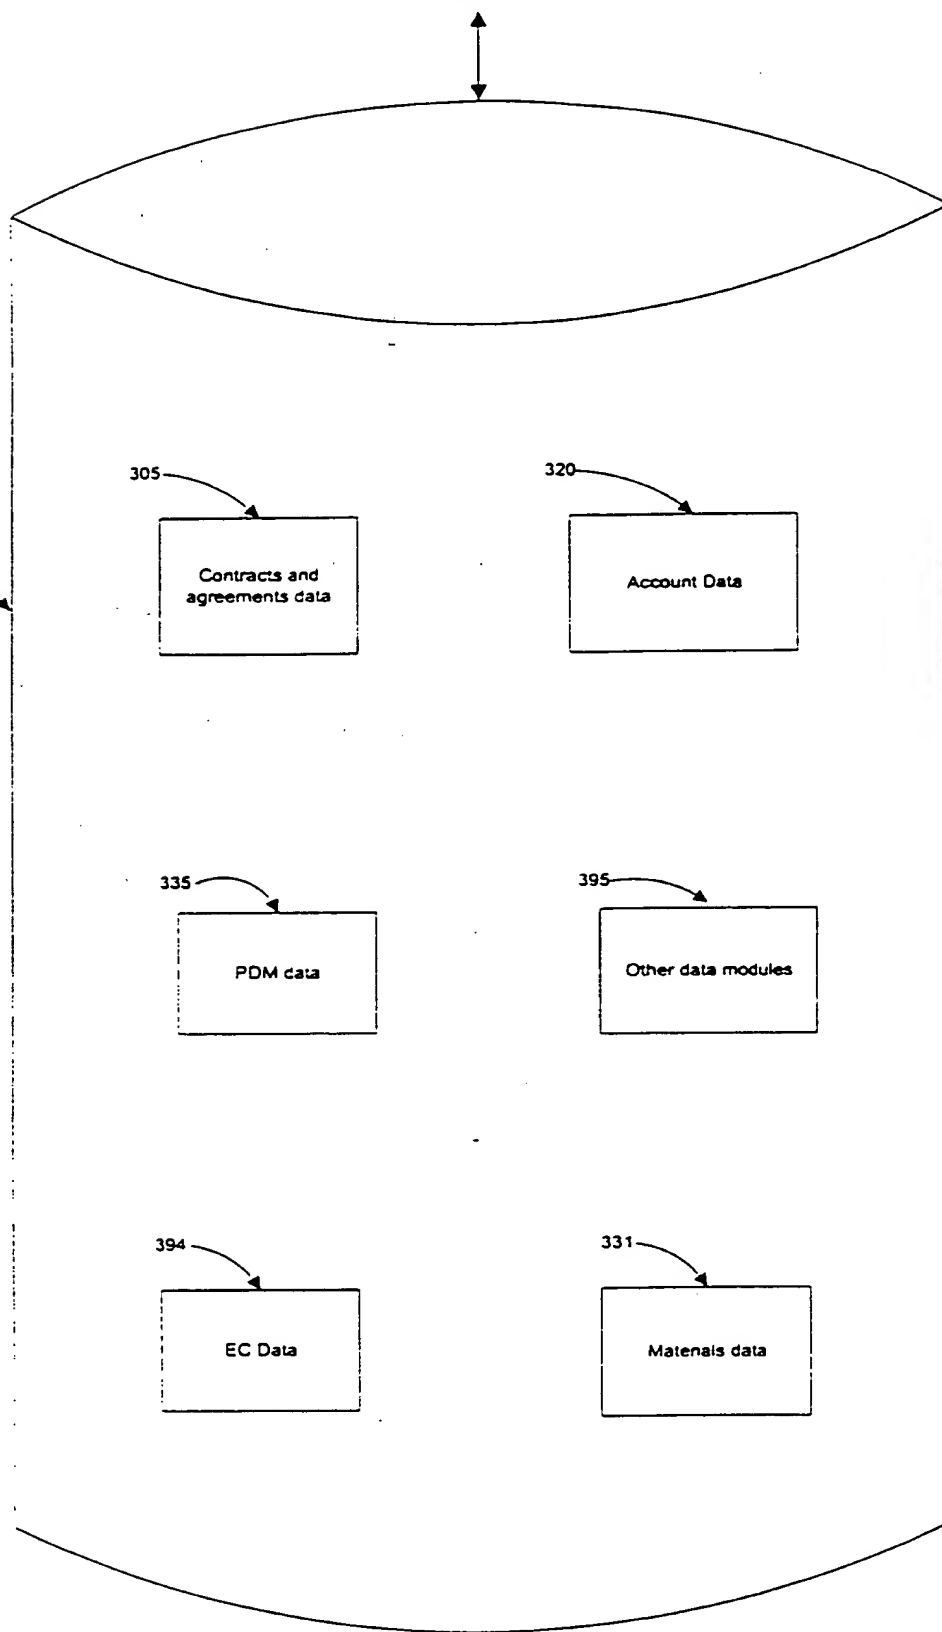 305
320
Contracts and
agreements data
Account Data
335
395
PDM data
Other data modules
394
331
EC Data
Materials data